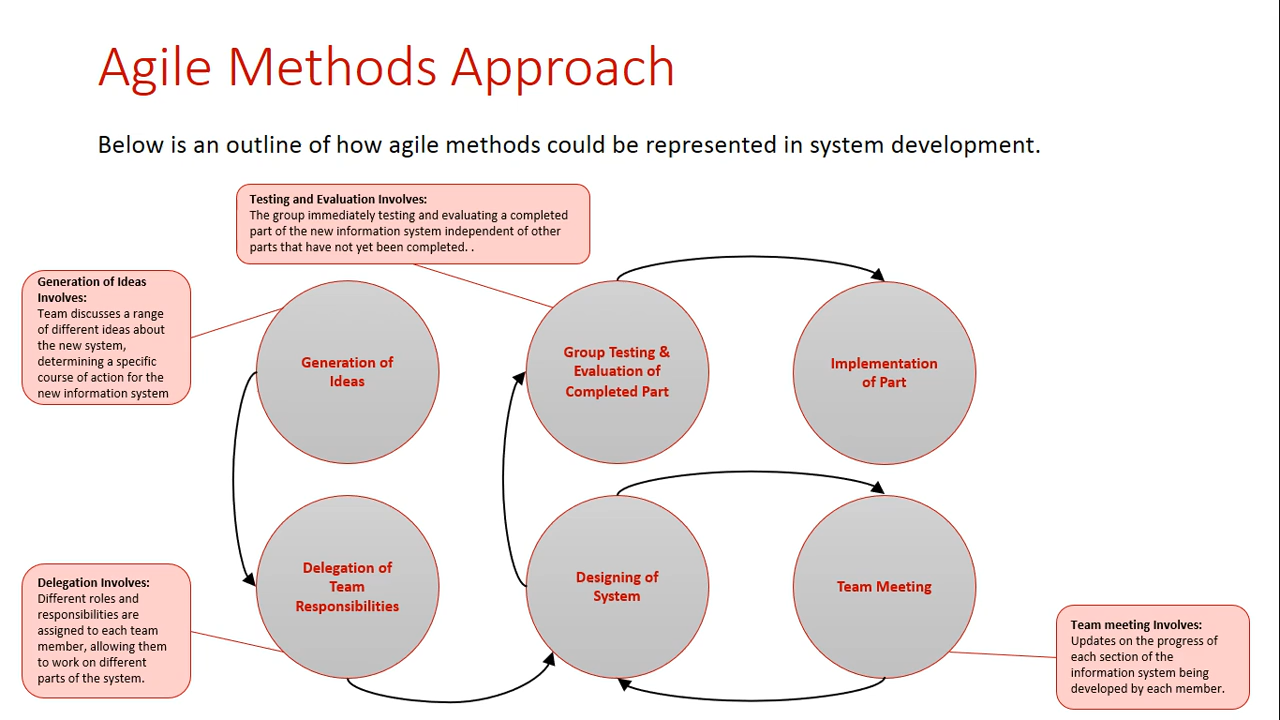 Agile Methods Approach
Below is an outline of how agile methods could be represented in system development.
Testing and Evaluation Involves:
The group immediately testing and evaluating a completed
part of the new information system independent of other
parts that have not yet been completed. .
Generation of Ideas
Involves:
Team discusses a range
of different ideas about
the new system,
determining a specific
course of action for the
new information system
Generation of
Ideas
Group Testing &
Evaluation of
Completed Part
Implementation
of Part
Delegation Involves:
Different roles and
responsibilities are
assigned to each team
member, allowing them
to work on different
parts of the system.
Delegation of
Team
Responsibilities
Designing of
System
Team Meeting
Team meeting Involves:
Updates on the progress of
each section of the
information system being
developed by each member.